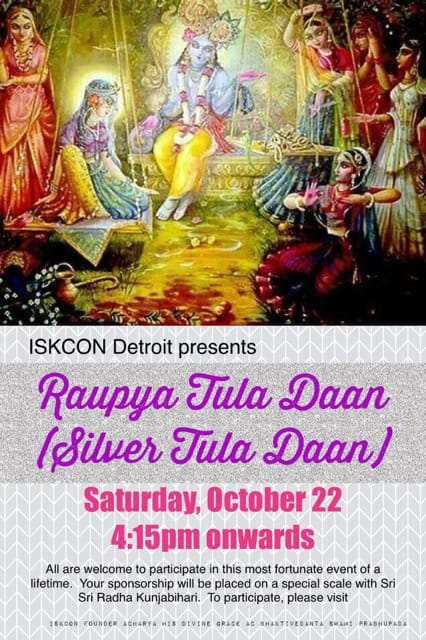 ISKCON Detroit presents
Raupya Tula Daan
(Silver Tula Daan)
Saturday, October 22
4:15pm onwards
All are welcome to participate in this most fortunate event of a
lifetime.  Your sponsorship will be placed on a special scale with Sri
Sri Radha Kunjabihari.  To participate, please visit
ISKCON FOUNDER ACHARYA HIS DIVINE GRACE AC BHAKTIVEDANTA SWAMI PRABHUPADA